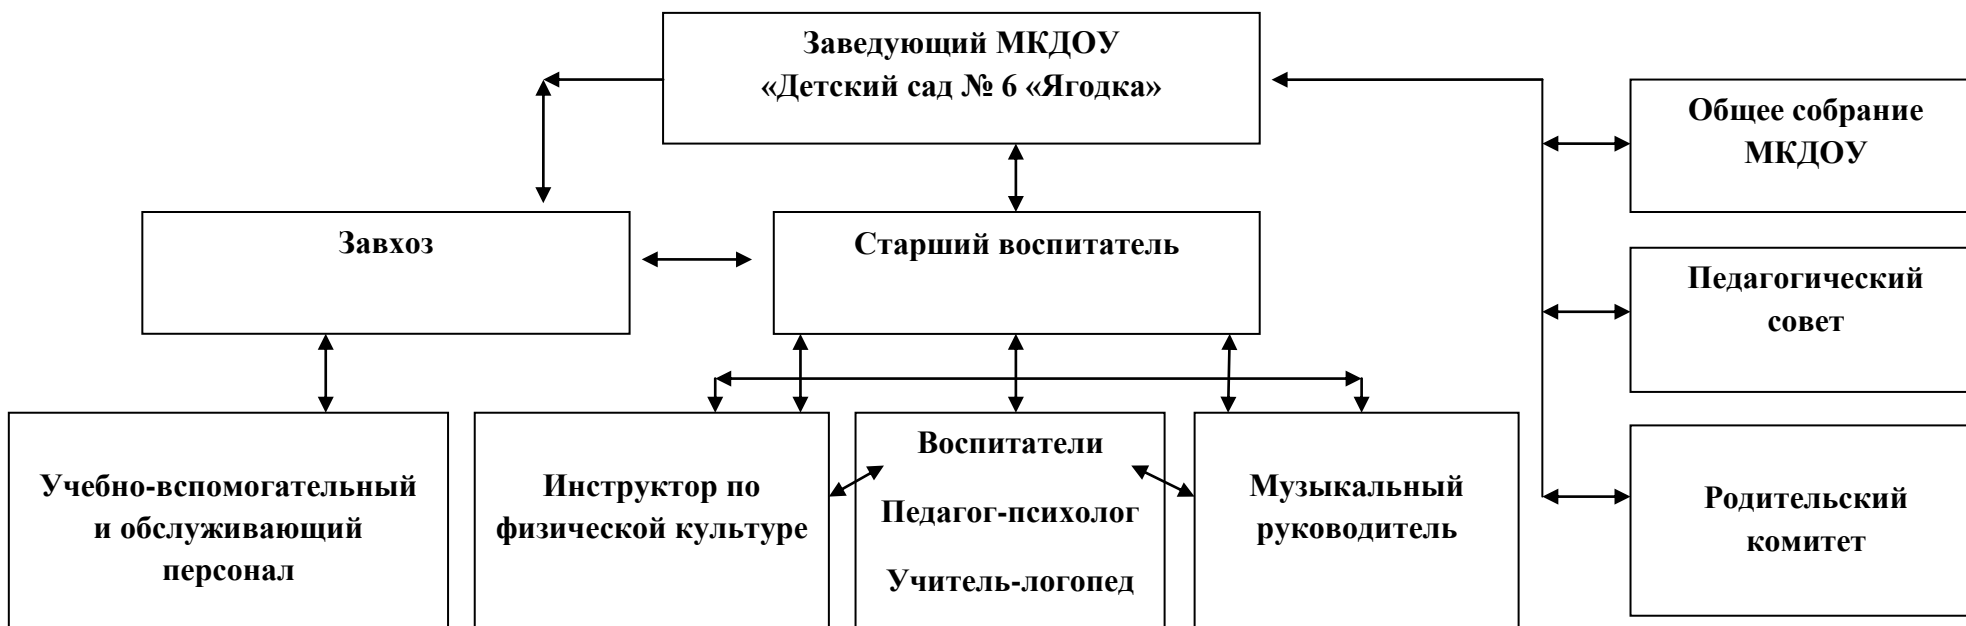 Заведующий МКДОУ
«Детский сад № 6 «Ягодка»
Общее собрание
МКДОУ
Завхоз
Старший воспитатель
Педагогический
совет
Учебно-вспомогательный
и обслуживающий
персонал
Инструктор по
физической культуре
Воспитатели
Педагог-психолог
Учитель-логопед
Музыкальный
руководитель
Родительский
комитет